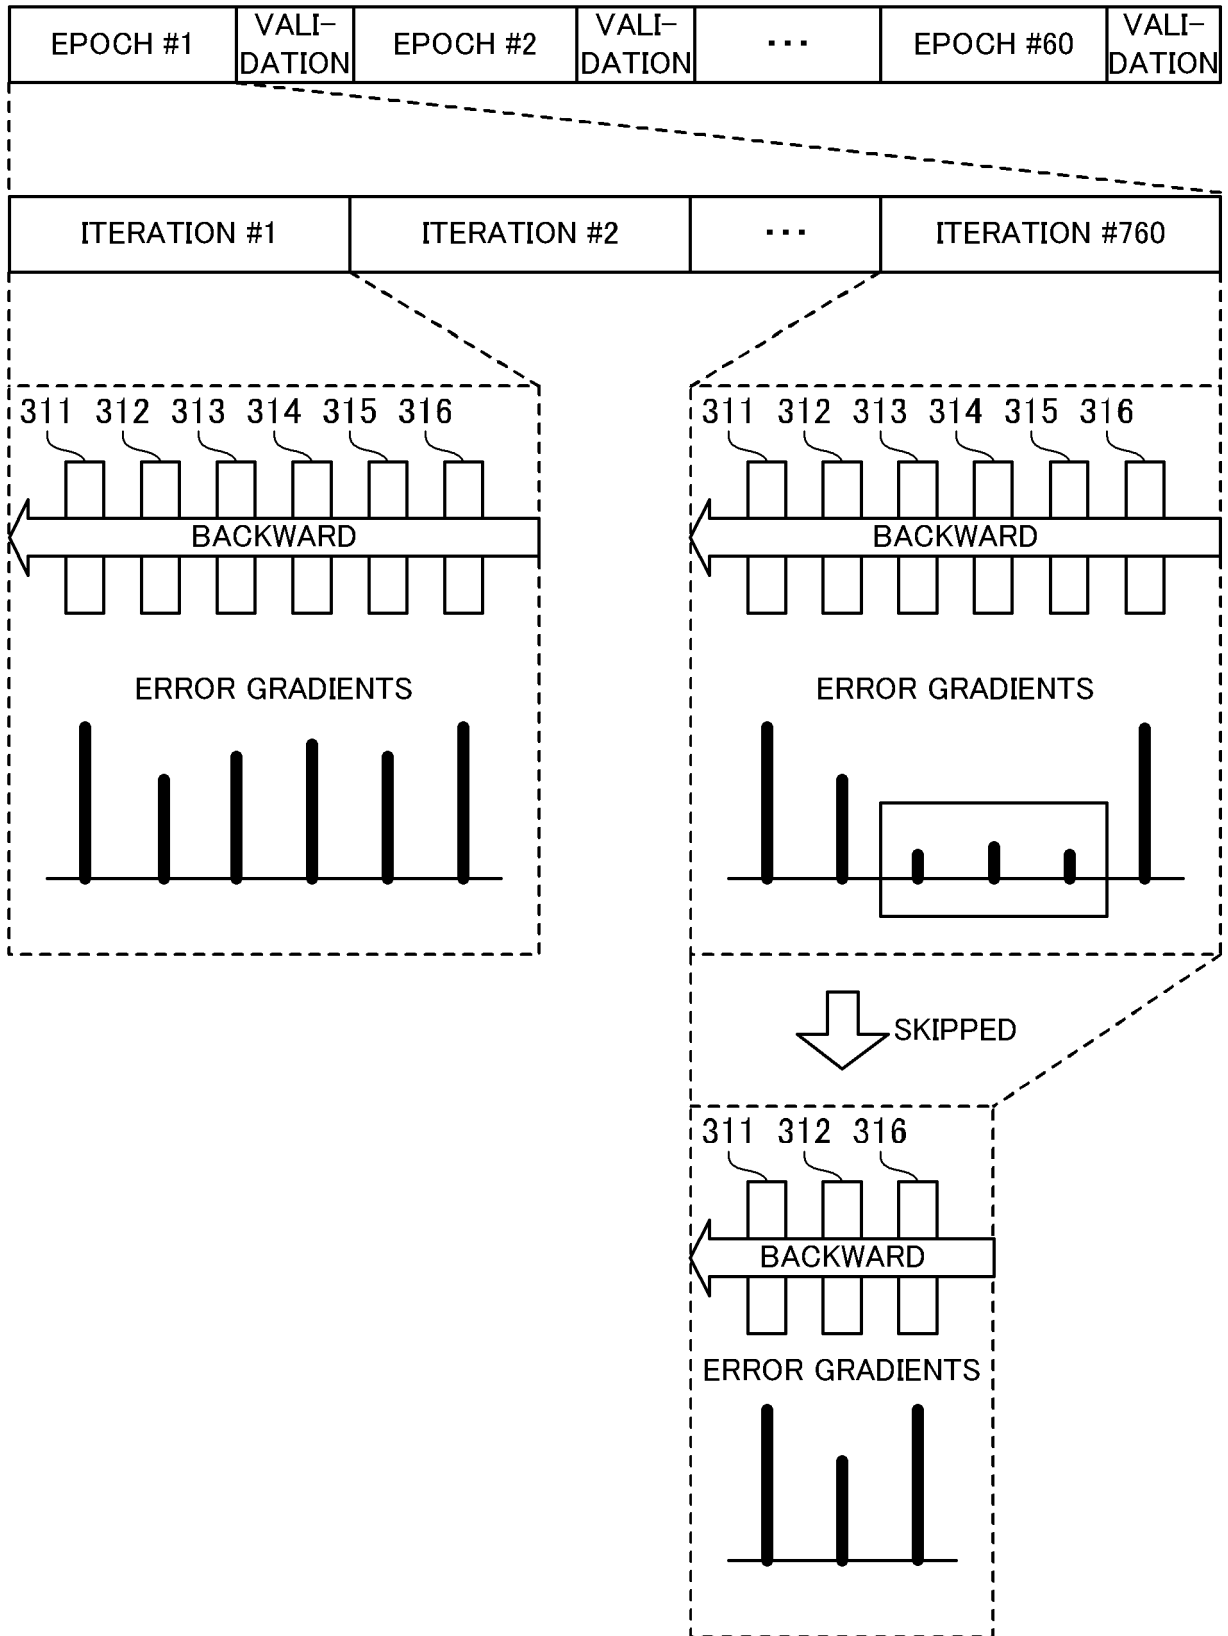 EPOCH #1
VALI-
DATION
EPOCH #2
VALI-
DATION
...
EPOCH #60
VALI-
DATION
ITERATION #1
ITERATION #2
...
ITERATION #760
311 312 313 314 315 316
BACKWARD
ERROR GRADIENTS
311 312 313 314 315 316
BACKWARD
ERROR GRADIENTS
SKIPPED
311 312 316
BACKWARD
ERROR GRADIENTS